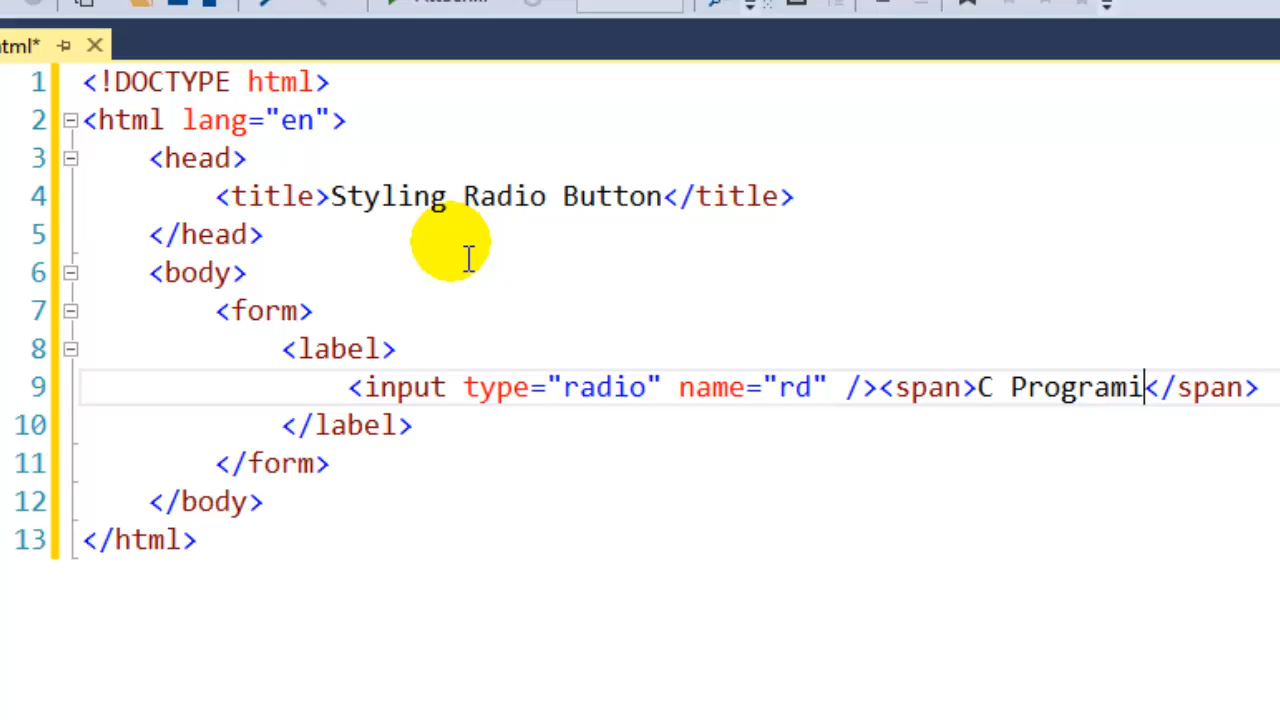 html*
1 <!DOCTYPE html>
2 <html lang="en">
3 <head>
4 <title>Styling Radio Button</title>
5 </head>
6 <body>
7 <form>
8 <label>
9 <input type="radio" name="rd" /><span>C Programi</span>
10 </label>
11 </form>
12 </body>
13 </html>